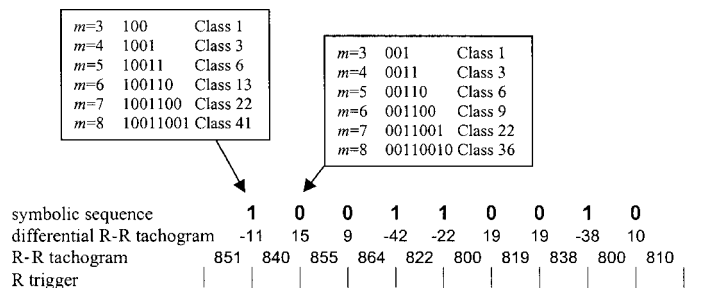 m=3 100 Class 1
m=4 1001 Class 3
m=5 10011 Class 6
m=6 100110 Class 13
m=7 1001100 Class 22
m=8 10011001 Class 41
m=3 001 Class 1
m=4 0011 Class 3
m=5 00110 Class 6
m=6 001100 Class 9
m=7 0011001 Class 22
m=8 00110010 Class 36
symbolic sequence 1 0 0 1 1 0 0 1 0
differential R-R tachogram -11 15 9 -42 -22 19 19 -38 10
R-R tachogram 851 840 855 864 822 800 819 838 800 810
R trigger